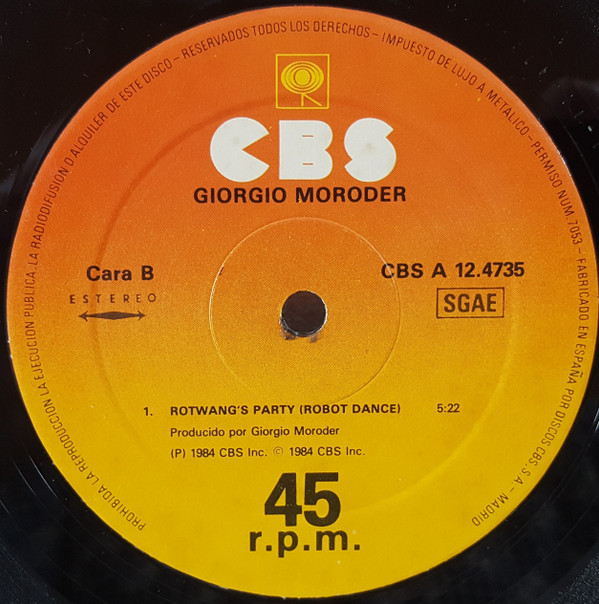 PROHIBIDA LA REPRODUCCION LA EJECUCION PUBLICA·LA RADIODIFUSION O ALQUILER DE ESTE DISCO – RESERVADOS TODOS LOS DERECHOS – IMPUESTO DE LUJO A METALICO – PERMISO NUM. 7053 – FABRICADO EN ESPAÑA POR DISCOS CBS. S.A. – MADRID
CBS
GIORGIO MORODER
Cara B
ESTEREO
CBS A 12.4735
SGAE
1. ROTWANG'S PARTY (ROBOT DANCE) 5:22
Producido por Giorgio Moroder
(P) 1984 CBS Inc. © 1984 CBS Inc.
45
r.p.m.